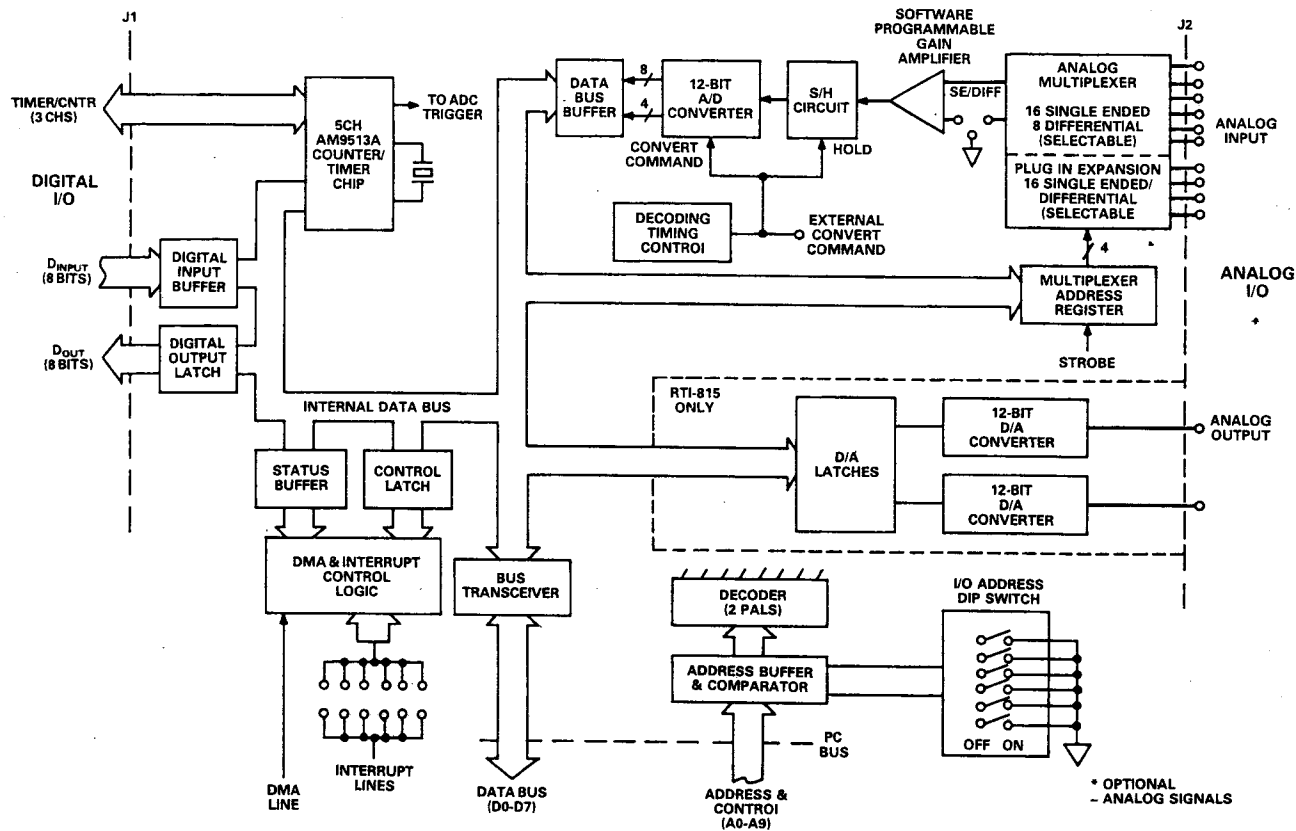 J1
J2
SOFTWARE
PROGRAMMABLE
GAIN
AMPLIFIER
TIMER/CNTR
(3 CHS)
5CH
AM9513A
COUNTER/
TIMER
CHIP
TO ADC
TRIGGER
DATA
BUS
BUFFER
8
4
12-BIT
A/D
CONVERTER
S/H
CIRCUIT
SE/DIFF
ANALOG
MULTIPLEXER
16 SINGLE ENDED
8 DIFFERENTIAL
(SELECTABLE)
ANALOG
INPUT
CONVERT
COMMAND
HOLD
PLUG IN EXPANSION
16 SINGLE ENDED/
DIFFERENTIAL
(SELECTABLE
DIGITAL
I/O
DECODING
TIMING
CONTROI
EXTERNAL
CONVERT
COMMAND
4
DINPUT
(8 BITS)
DIGITAL
INPUT
BUFFER
MULTIPLEXER
ADDRESS
REGISTER
ANALOG
I/O
+
DOUT
(8 BITS)
DIGITAL
OUTPUT
LATCH
STROBE
INTERNAL DATA BUS
RTI-815
ONLY
D/A
LATCHES
12-BIT
D/A
CONVERTER
ANALOG
OUTPUT
12-BIT
D/A
CONVERTER
STATUS
BUFFER
CONTROL
LATCH
DMA & INTERRUPT
CONTROL
LOGIC
BUS
TRANSCEIVER
DECODER
(2 PALS)
I/O ADDRESS
DIP SWITCH
ADDRESS BUFFER
& COMPARATOR
OFF ON
PC
BUS
DMA
LINE
INTERRUPT
LINES
DATA BUS
(D0-D7)
ADDRESS &
CONTROI
(A0-A9)
* OPTIONAL
– ANALOG SIGNALS